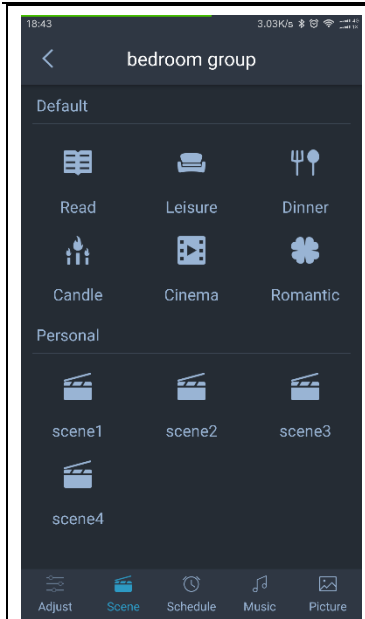 18:43 3.03K/s
bedroom group
Default
Read Leisure Dinner
Candle Cinema Romantic
Personal
scene1 scene2 scene3
scene4
Adjust Scene Schedule Music Picture